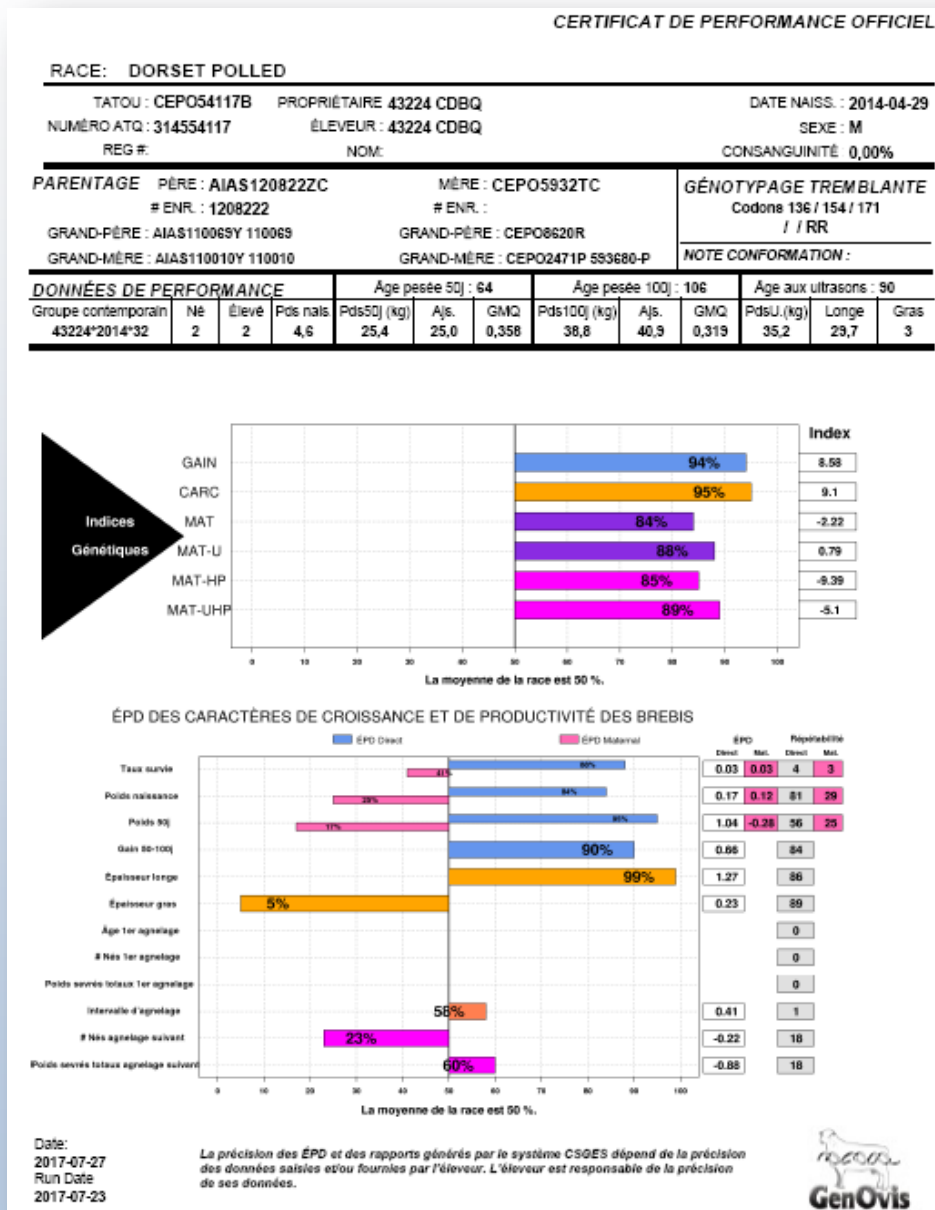 CERTIFICAT DE PERFORMANCE OFFICIEL
RACE: DORSET POLLED
TATOU : CEPO54117B PROPRIÉTAIRE 43224 CDBQ DATE NAISS. : 2014-04-29
NUMÉRO ATQ : 314554117 ÉLEVEUR : 43224 CDBQ SEXE : M
REG #: NOM: CONSANGUINITÉ 0,00%
PARENTAGE PÈRE : AIAS120822ZC MÈRE : CEPO5932TC GÉNOTYPAGE TREMBLANTE
# ENR. : 1208222 # ENR. : Codons 136 / 154 / 171
GRAND-PÈRE : AIAS110069Y 110069 GRAND-PÈRE : CEPO8620R / / RR
GRAND-MÈRE : AIAS110010Y 110010 GRAND-MÈRE : CEPO2471P 593680-P NOTE CONFORMATION :
DONNÉES DE PERFORMANCE Âge pesée 50j : 64 Âge pesée 100j : 106 Âge aux ultrasons : 90
Groupe contemporain Né Élevé Pds nais. Pds50j (kg) Ajs. GMQ Pds100j (kg) Ajs. GMQ PdsU.(kg) Longe Gras
43224*2014*32 2 2 4,6 25,4 25,0 0,358 38,8 40,9 0,319 35,2 29,7 3
Index
Indices Génétiques
GAIN 94% 8.58
CARC 95% 9.1
MAT 84% -2.22
MAT-U 88% 0.79
MAT-HP 85% -9.39
MAT-UHP 89% -5.1
0 10 20 30 40 50 60 70 80 90 100
La moyenne de la race est 50 %.
ÉPD DES CARACTÈRES DE CROISSANCE ET DE PRODUCTIVITÉ DES BREBIS
ÉPD Direct ÉPD Maternal ÉPD Répétabilité
Direct Mat. Direct Mat.
Taux survie 41% 88% 0.03 0.03 4 3
Poids naissance 25% 84% 0.17 0.12 81 29
Poids 50j 17% 95% 1.04 -0.28 56 25
Gain 50-100j 90% 0.66 84
Épaisseur longe 99% 1.27 86
Épaisseur gras 5% 0.23 89
Âge 1er agnelage 0
# Nés 1er agnelage 0
Poids sevrés totaux 1er agnelage 0
Intervalle d'agnelage 58% 0.41 1
# Nés agnelage suivant 23% -0.22 18
Poids sevrés totaux agnelage suivant 60% -0.88 18
0 10 20 30 40 50 60 70 80 90 100
La moyenne de la race est 50 %.
Date:
2017-07-27
Run Date
2017-07-23
La précision des ÉPD et des rapports générés par le système CSGES dépend de la précision
des données saisies et/ou fournies par l'éleveur. L'éleveur est responsable de la précision
de ses données.
GenOvis